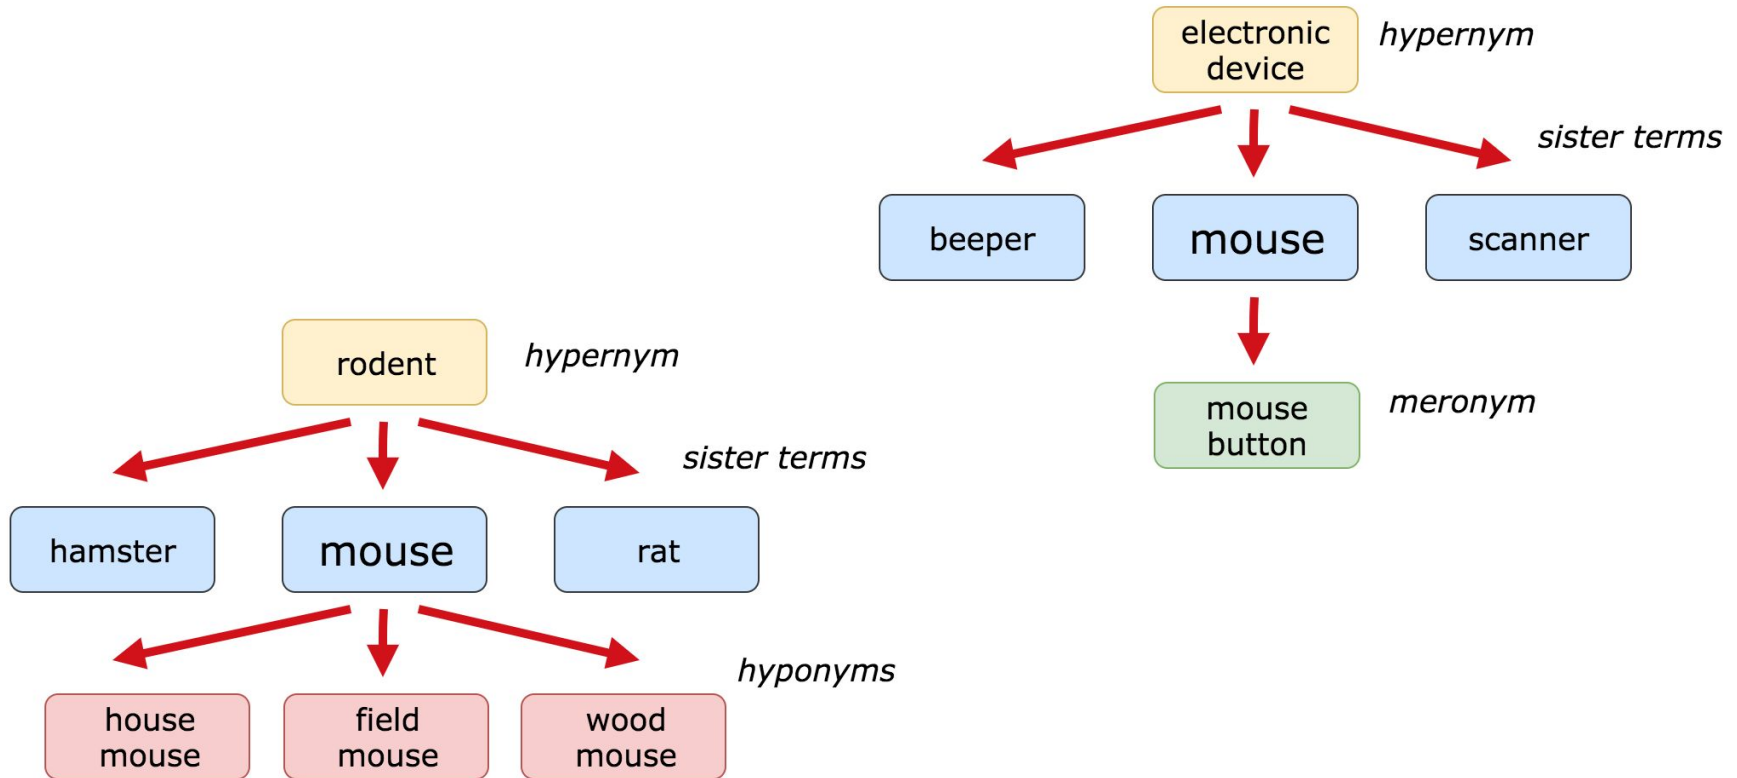 electronic
device
hypernym
sister terms
beeper
mouse
scanner
mouse
button
meronym
rodent
hypernym
sister terms
hamster
mouse
rat
hyponyms
house
mouse
field
mouse
wood
mouse